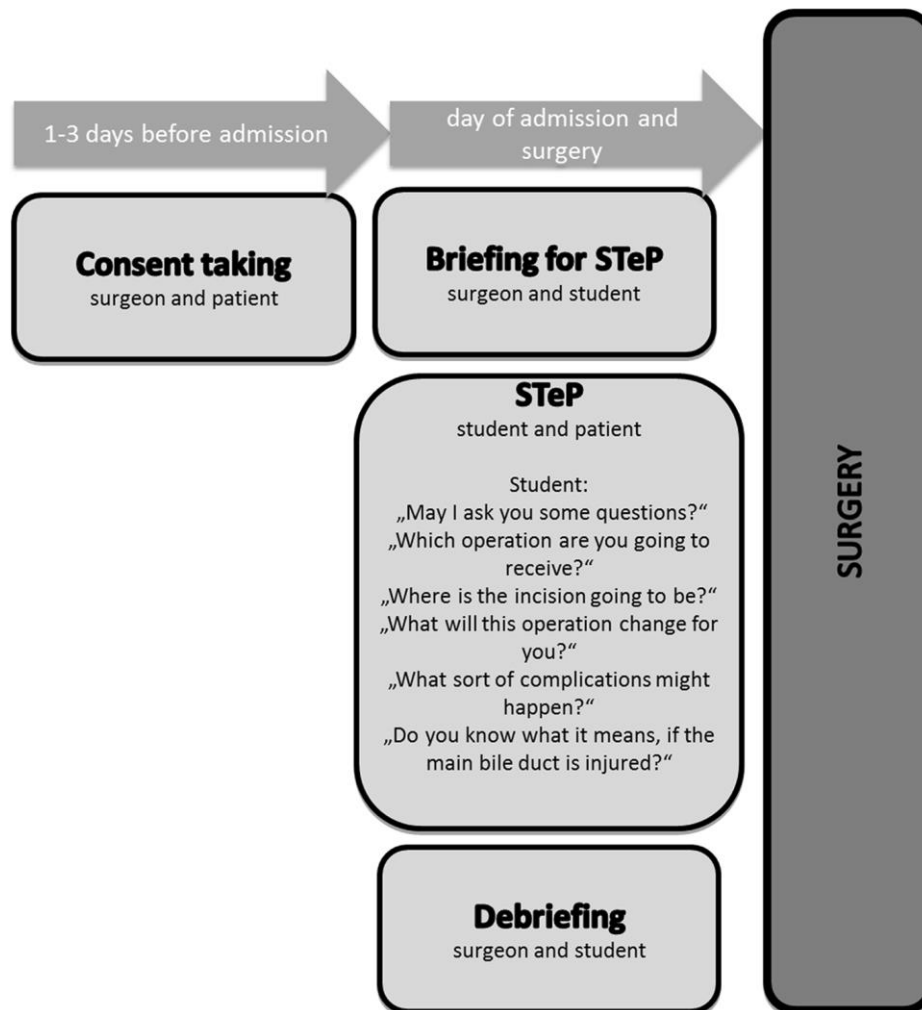 1-3 days before admission
day of admission and
surgery
Consent taking
surgeon and patient
Briefing for STeP
surgeon and student
STeP
student and patient
Student:
„May I ask you some questions?“
„Which operation are you going to
receive?“
„Where is the incision going to be?“
„What will this operation change for
you?“
„What sort of complications might
happen?“
„Do you know what it means, if the
main bile duct is injured?“
Debriefing
surgeon and student
SURGERY